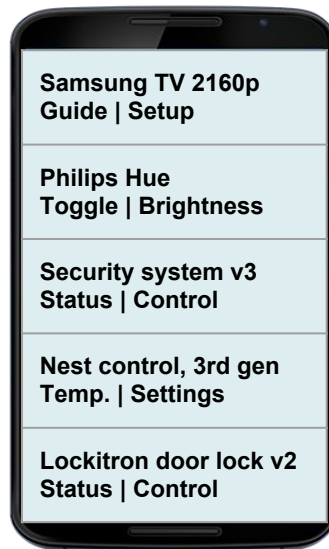 Samsung TV 2160p
Guide | Setup
Philips Hue
Toggle | Brightness
Security system v3
Status | Control
Nest control, 3rd gen
Temp. | Settings
Lockitron door lock v2
Status | Control